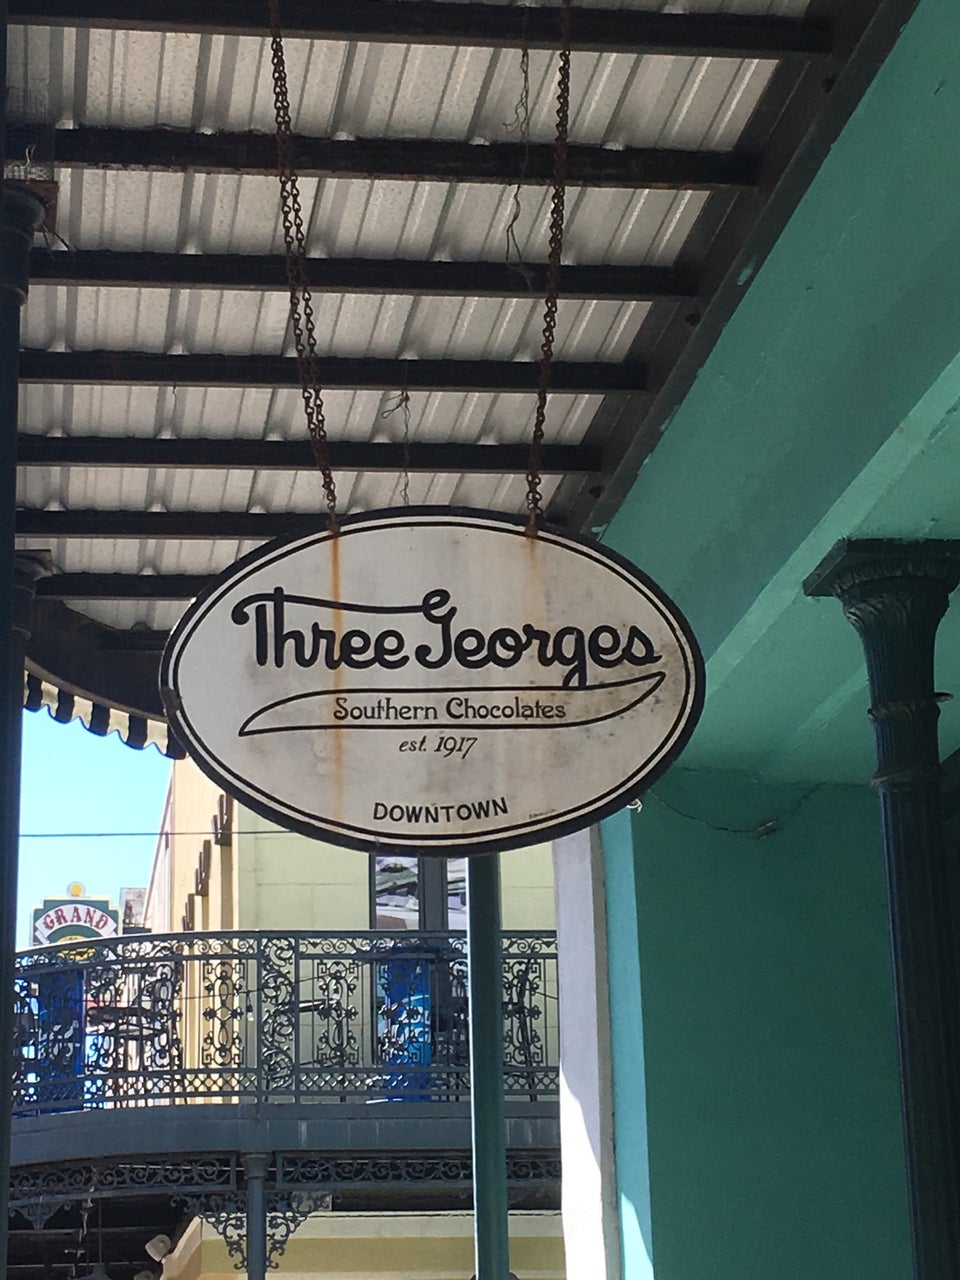 Three Georges
Southern Chocolates
est. 1917
DOWNTOWN
GRAND